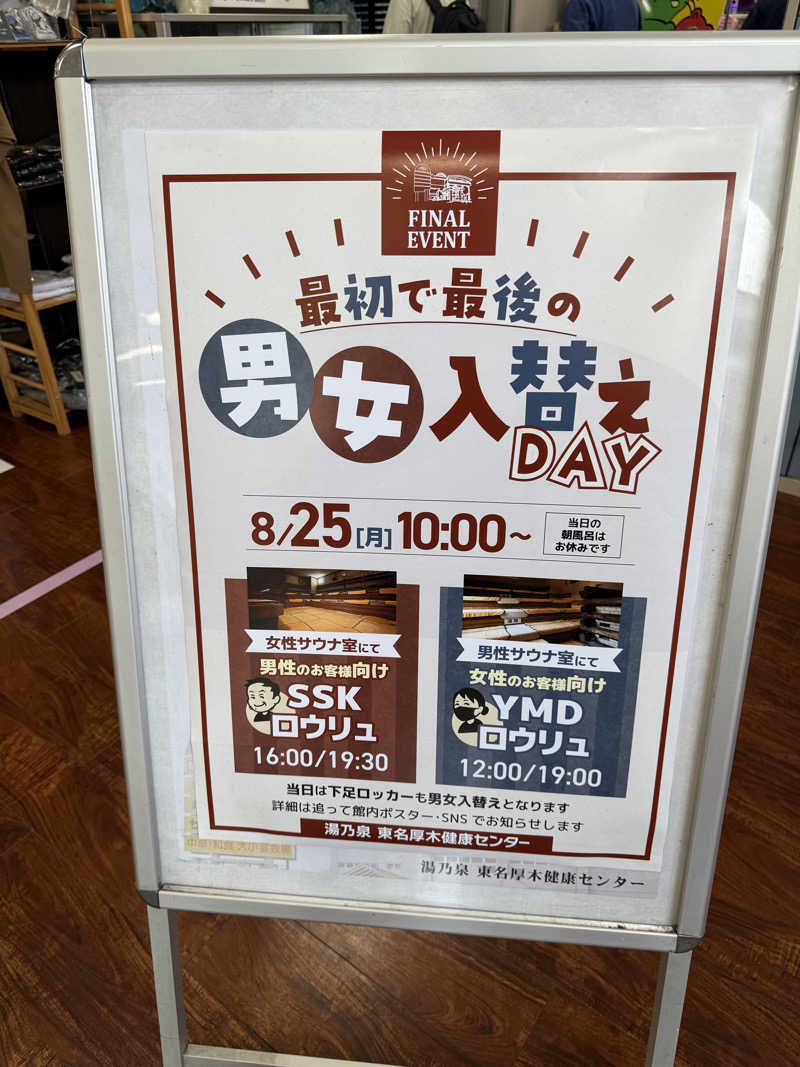 FINAL
EVENT
最初で最後の
男女入替え
DAY
8/25[月]10:00~
当日の
朝風呂は
お休みです
女性サウナ室にて
男性のお客様向け
SSK
ロウリュ
16:00/19:30
男性サウナ室にて
女性のお客様向け
YMD
ロウリュ
12:00/19:00
当日は下足ロッカーも男女入替えとなります
詳細は追って館内ポスター・SNSでお知らせします
湯乃泉 東名厚木健康センター
湯乃泉 東名厚木健康センター